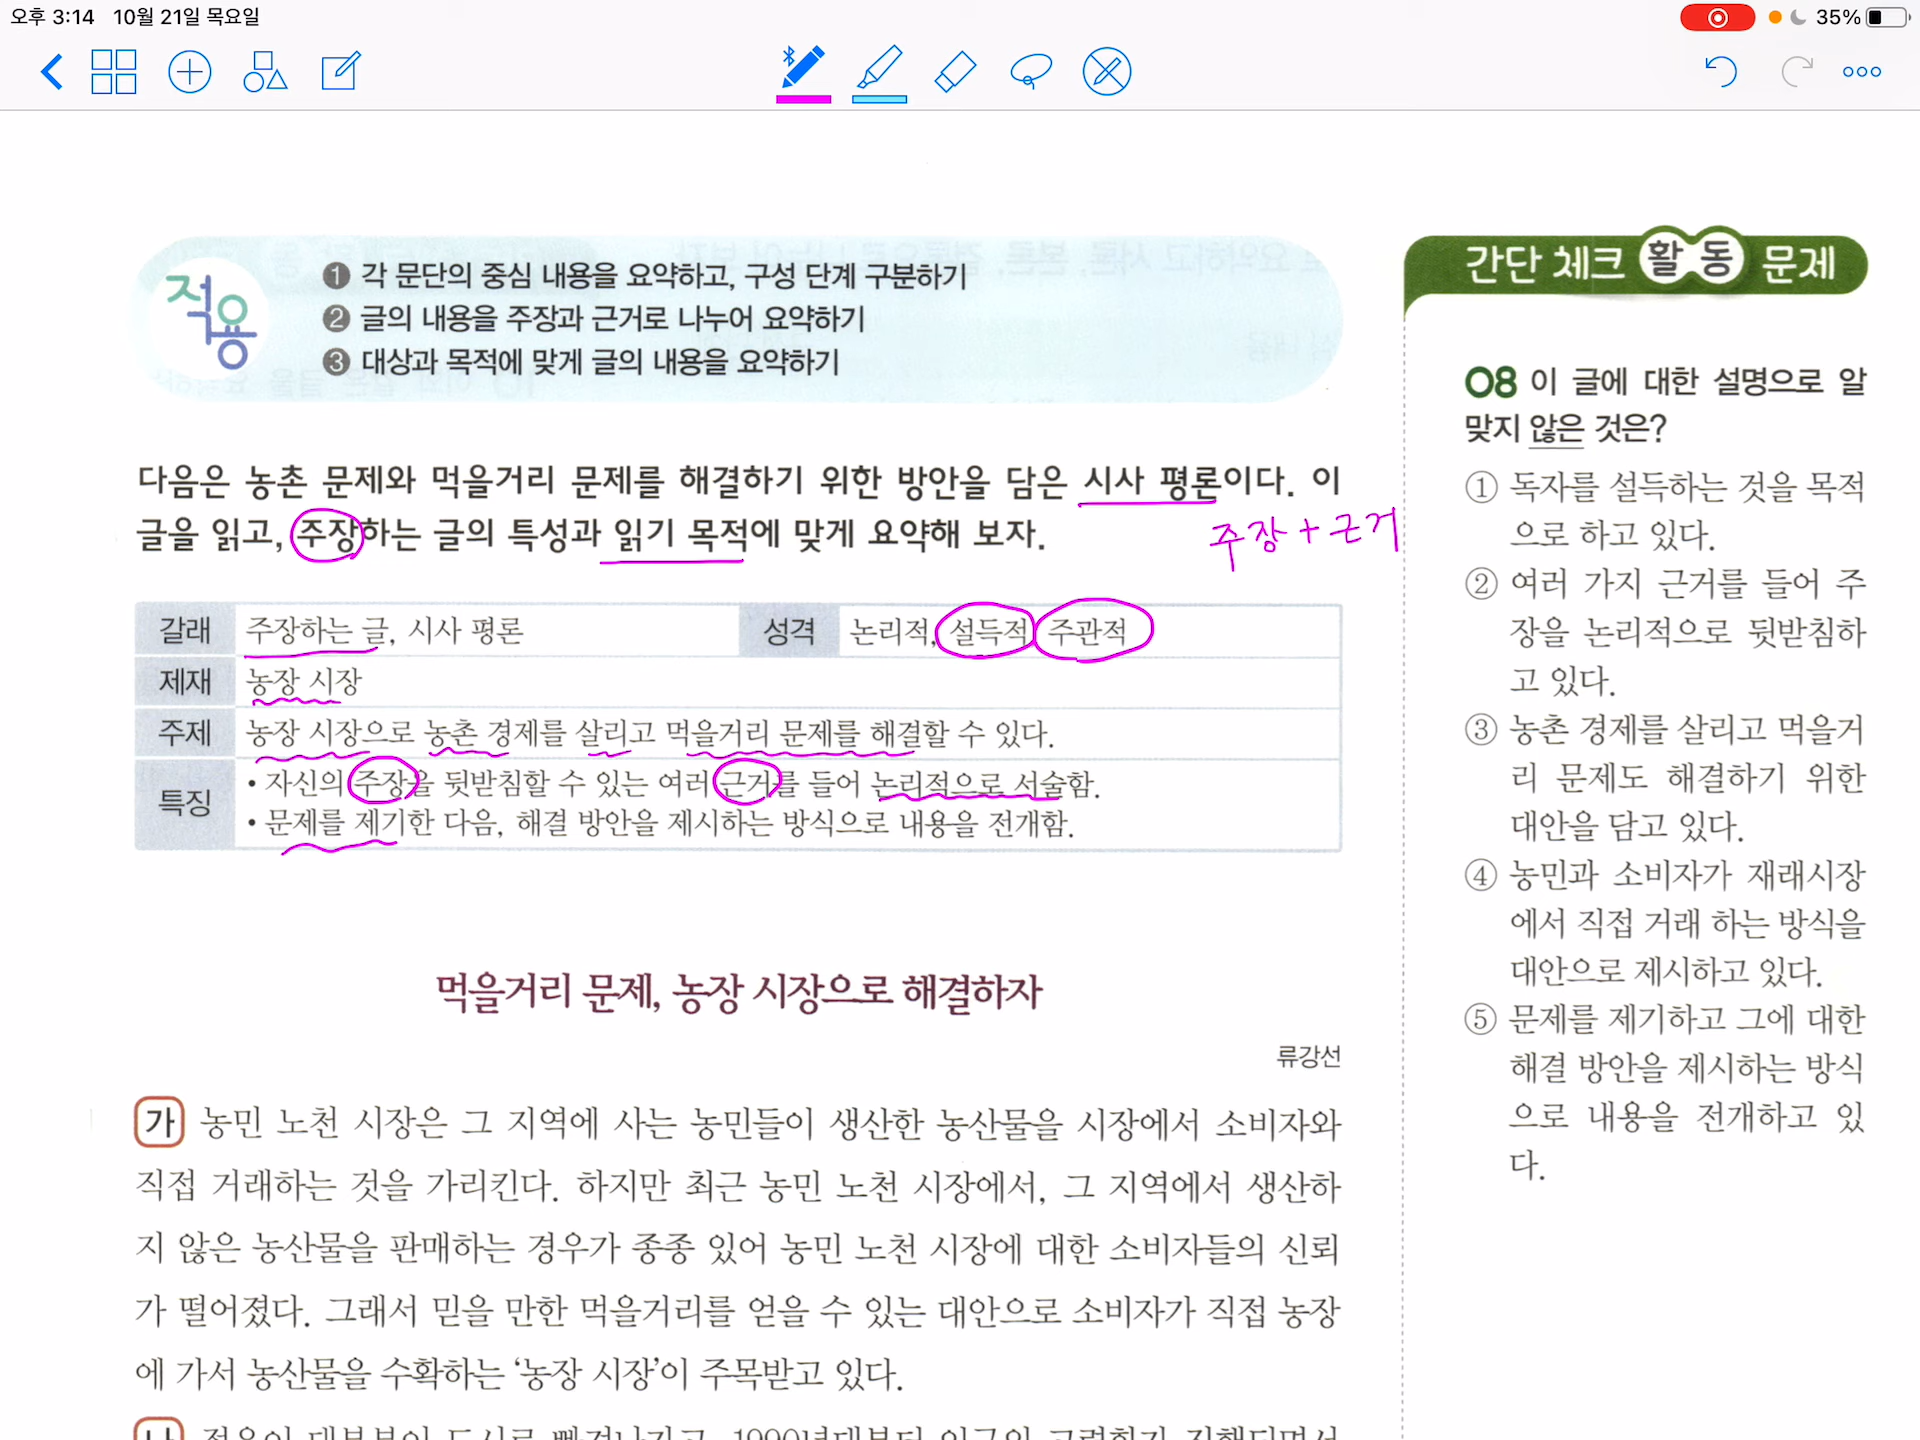 오후 3:14 10월 21일 목요일
35%
적용
❶ 각 문단의 중심 내용을 요약하고, 구성 단계 구분하기
❷ 글의 내용을 주장과 근거로 나누어 요약하기
❸ 대상과 목적에 맞게 글의 내용을 요약하기
다음은 농촌 문제와 먹을거리 문제를 해결하기 위한 방안을 담은 시사 평론이다. 이
글을 읽고, 주장하는 글의 특성과 읽기 목적에 맞게 요약해 보자.
주장 + 근거
갈래 주장하는 글, 시사 평론 성격 논리적, 설득적 주관적
제재 농장 시장
주제 농장 시장으로 농촌 경제를 살리고 먹을거리 문제를 해결할 수 있다.
특징 • 자신의 주장을 뒷받침할 수 있는 여러 근거를 들어 논리적으로 서술함.
• 문제를 제기한 다음, 해결 방안을 제시하는 방식으로 내용을 전개함.
먹을거리 문제, 농장 시장으로 해결하자
류강선
가 농민 노천 시장은 그 지역에 사는 농민들이 생산한 농산물을 시장에서 소비자와
직접 거래하는 것을 가리킨다. 하지만 최근 농민 노천 시장에서, 그 지역에서 생산하
지 않은 농산물을 판매하는 경우가 종종 있어 농민 노천 시장에 대한 소비자들의 신뢰
가 떨어졌다. 그래서 믿을 만한 먹을거리를 얻을 수 있는 대안으로 소비자가 직접 농장
에 가서 농산물을 수확하는 ‘농장 시장’이 주목받고 있다.
간단 체크 활동 문제
08 이 글에 대한 설명으로 알
맞지 않은 것은?
① 독자를 설득하는 것을 목적
으로 하고 있다.
② 여러 가지 근거를 들어 주
장을 논리적으로 뒷받침하
고 있다.
③ 농촌 경제를 살리고 먹을거
리 문제도 해결하기 위한
대안을 담고 있다.
④ 농민과 소비자가 재래시장
에서 직접 거래 하는 방식을
대안으로 제시하고 있다.
⑤ 문제를 제기하고 그에 대한
해결 방안을 제시하는 방식
으로 내용을 전개하고 있
다.